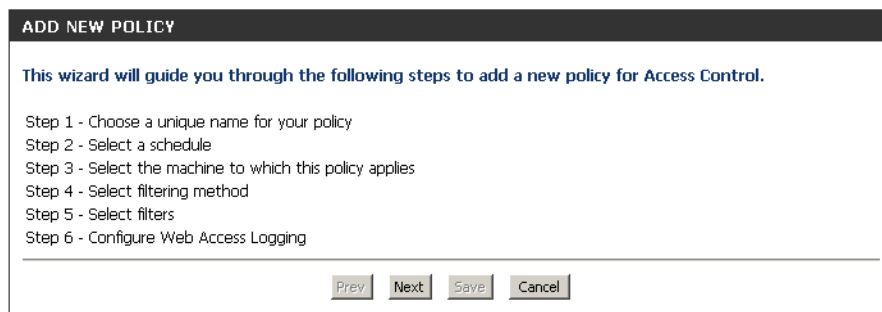 ADD NEW POLICY
This wizard will guide you through the following steps to add a new policy for Access Control.
Step 1 - Choose a unique name for your policy
Step 2 - Select a schedule
Step 3 - Select the machine to which this policy applies
Step 4 - Select filtering method
Step 5 - Select filters
Step 6 - Configure Web Access Logging
Prev Next Save Cancel